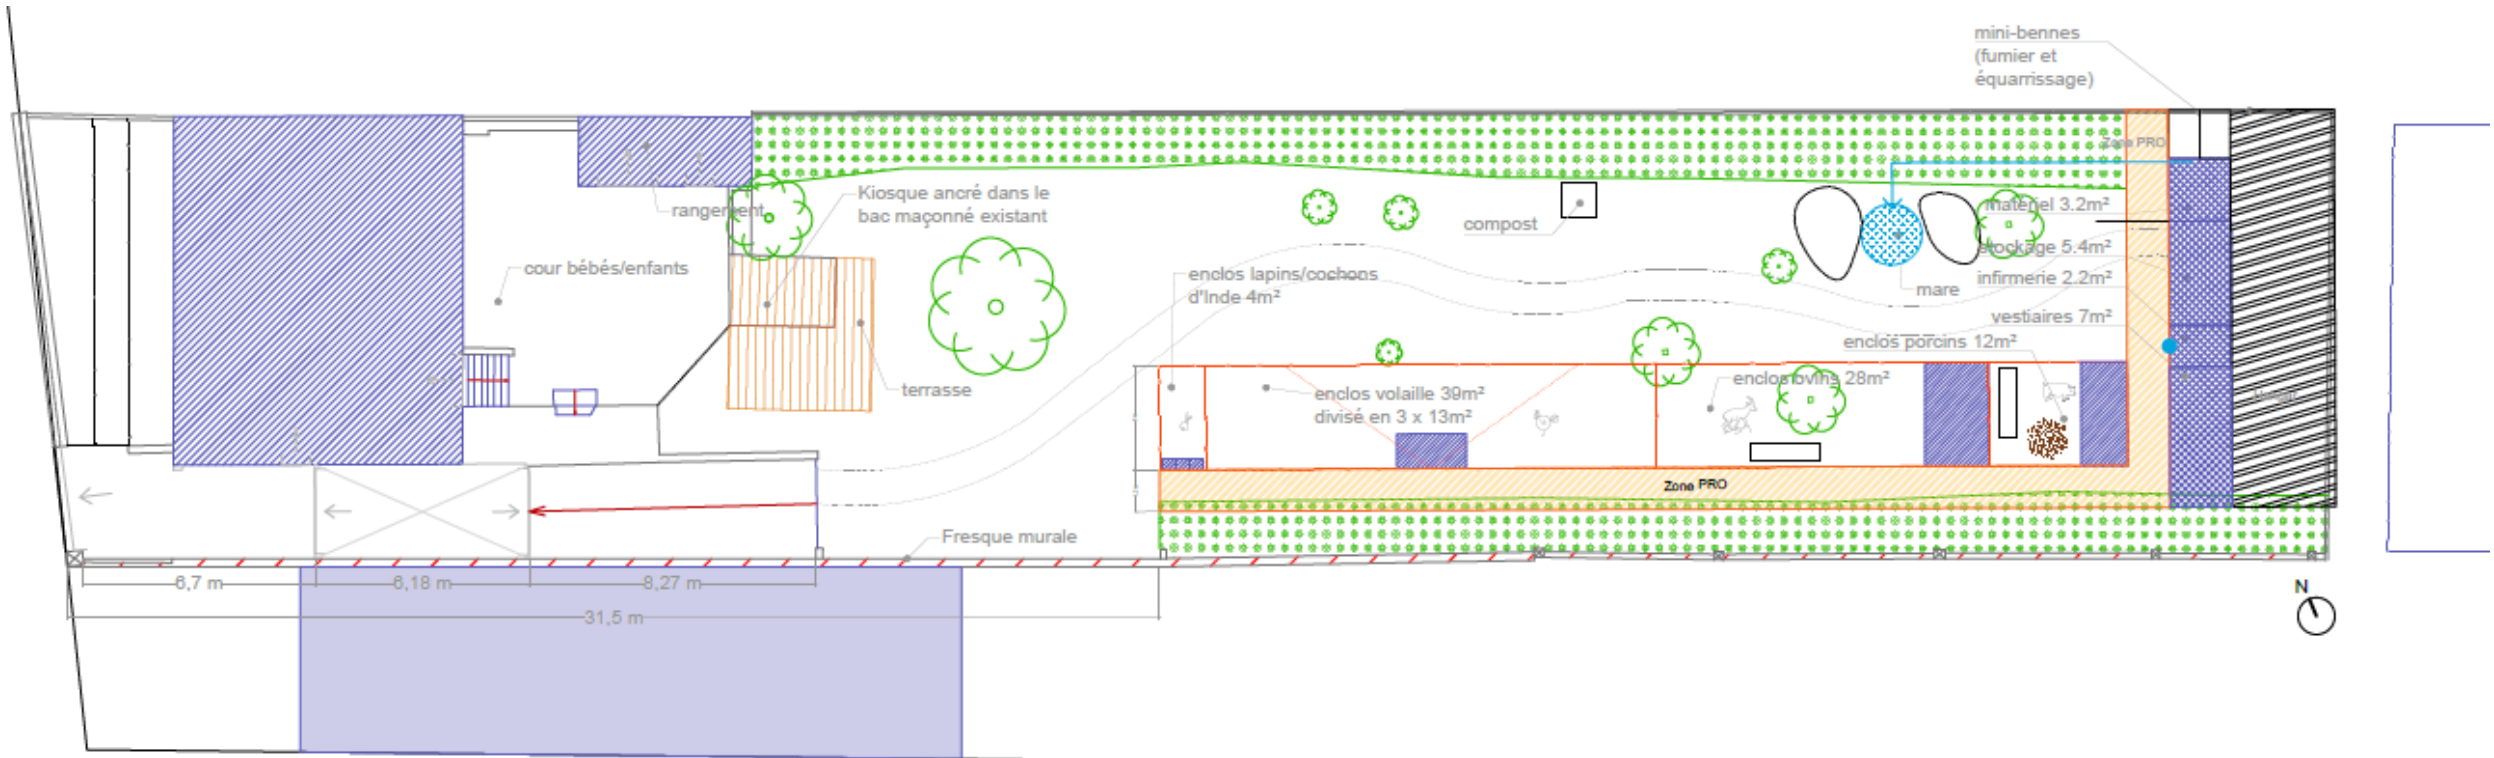 mini-bennes
(fumier et
équarrissage)
Zone PRO
Kiosque ancré dans le
bac maçonné existant
rangement
matériel 3.2m²
compost
stockage 5.4m²
cour bébés/enfants
enclos lapins/cochons
d'Inde 4m²
infirmerie 2.2m²
mare
vestiaires 7m²
enclos porcins 12m²
terrasse
enclos volaille 39m²
divisé en 3 x 13m²
enclos ovins 28m²
Zone PRO
Fresque murale
6,7 m
6,18 m
8,27 m
31,5 m
N